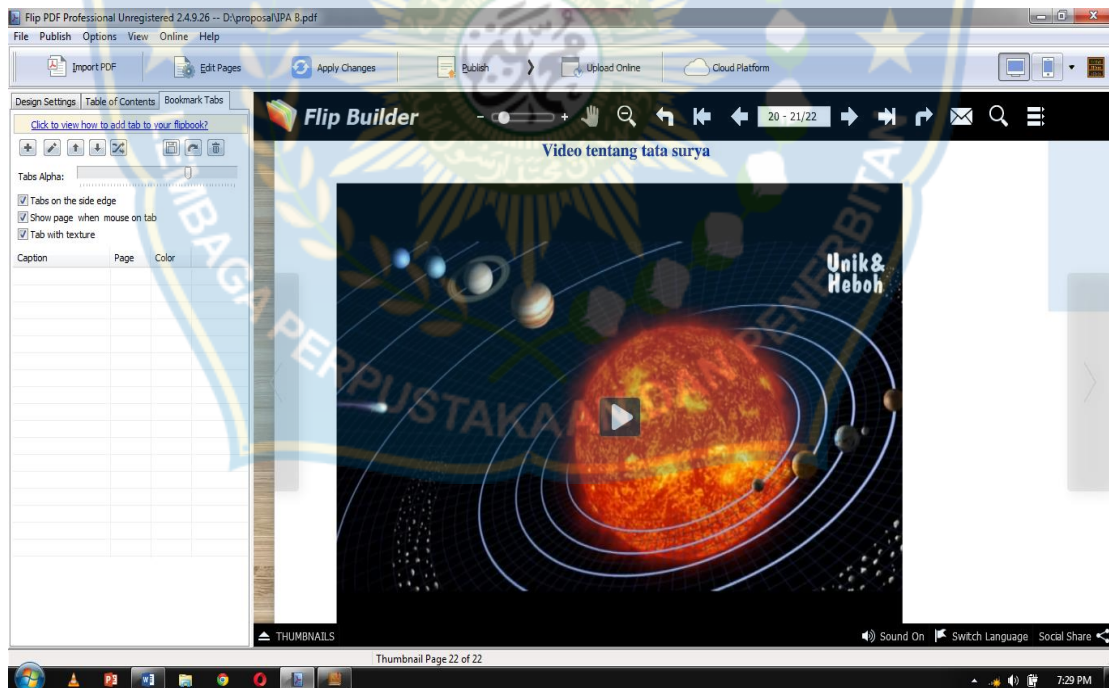 Flip PDF Professional Unregistered 2.4.9.26 -- D:\proposal\IPA 8.pdf
File Publish Options View Online Help
Import PDF Edit Pages Apply Changes Publish Upload Online Cloud Platform
Design Settings Table of Contents Bookmark Tabs
Click to view how to add tab to your flipbook?
Tabs Alpha:
Tabs on the side edge
Show page when mouse on tab
Tab with texture
Caption Page Color
Flip Builder 20 - 21/22
Video tentang tata surya
Unik&
Heboh
LEMBAGA PERPUSTAKAAN DAN PENERBITAN
THUMBNAILS Sound On Switch Language Social Share
Thumbnail Page 22 of 22
7:29 PM